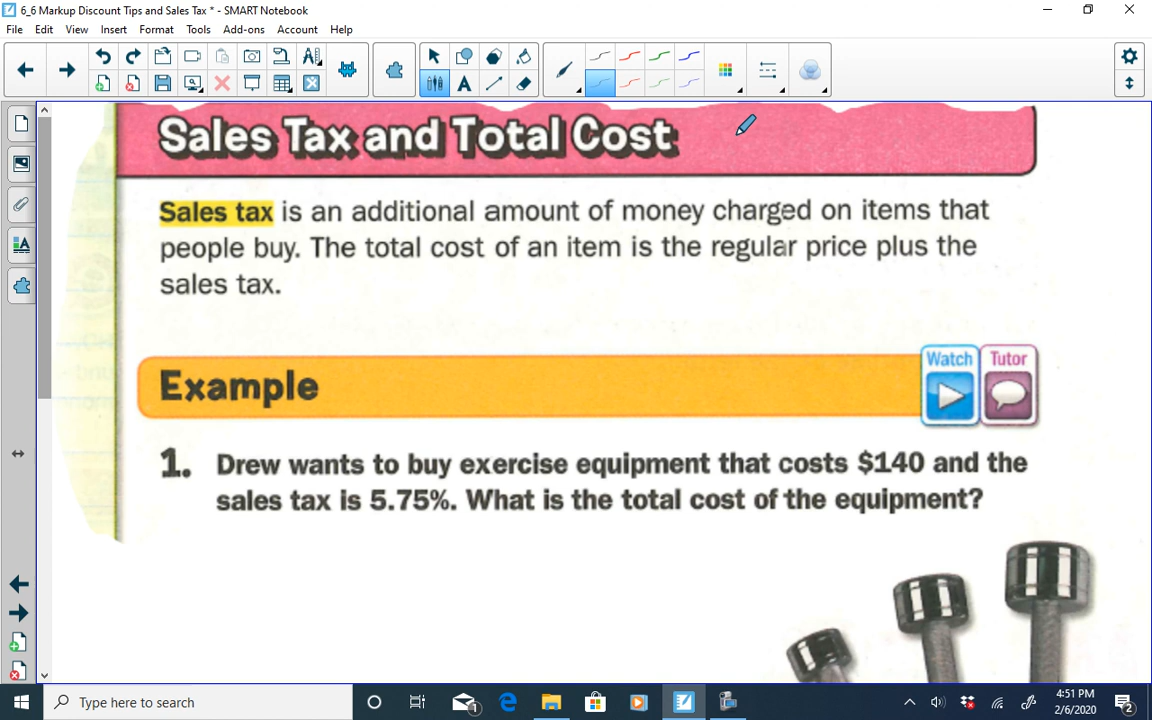 6_6 Markup Discount Tips and Sales Tax * - SMART Notebook
File Edit View Insert Format Tools Add-ons Account Help
Sales Tax and Total Cost
Sales tax is an additional amount of money charged on items that
people buy. The total cost of an item is the regular price plus the
sales tax.
Example
Watch Tutor
1. Drew wants to buy exercise equipment that costs $140 and the
sales tax is 5.75%. What is the total cost of the equipment?
Type here to search
1
4:51 PM
2/6/2020
2